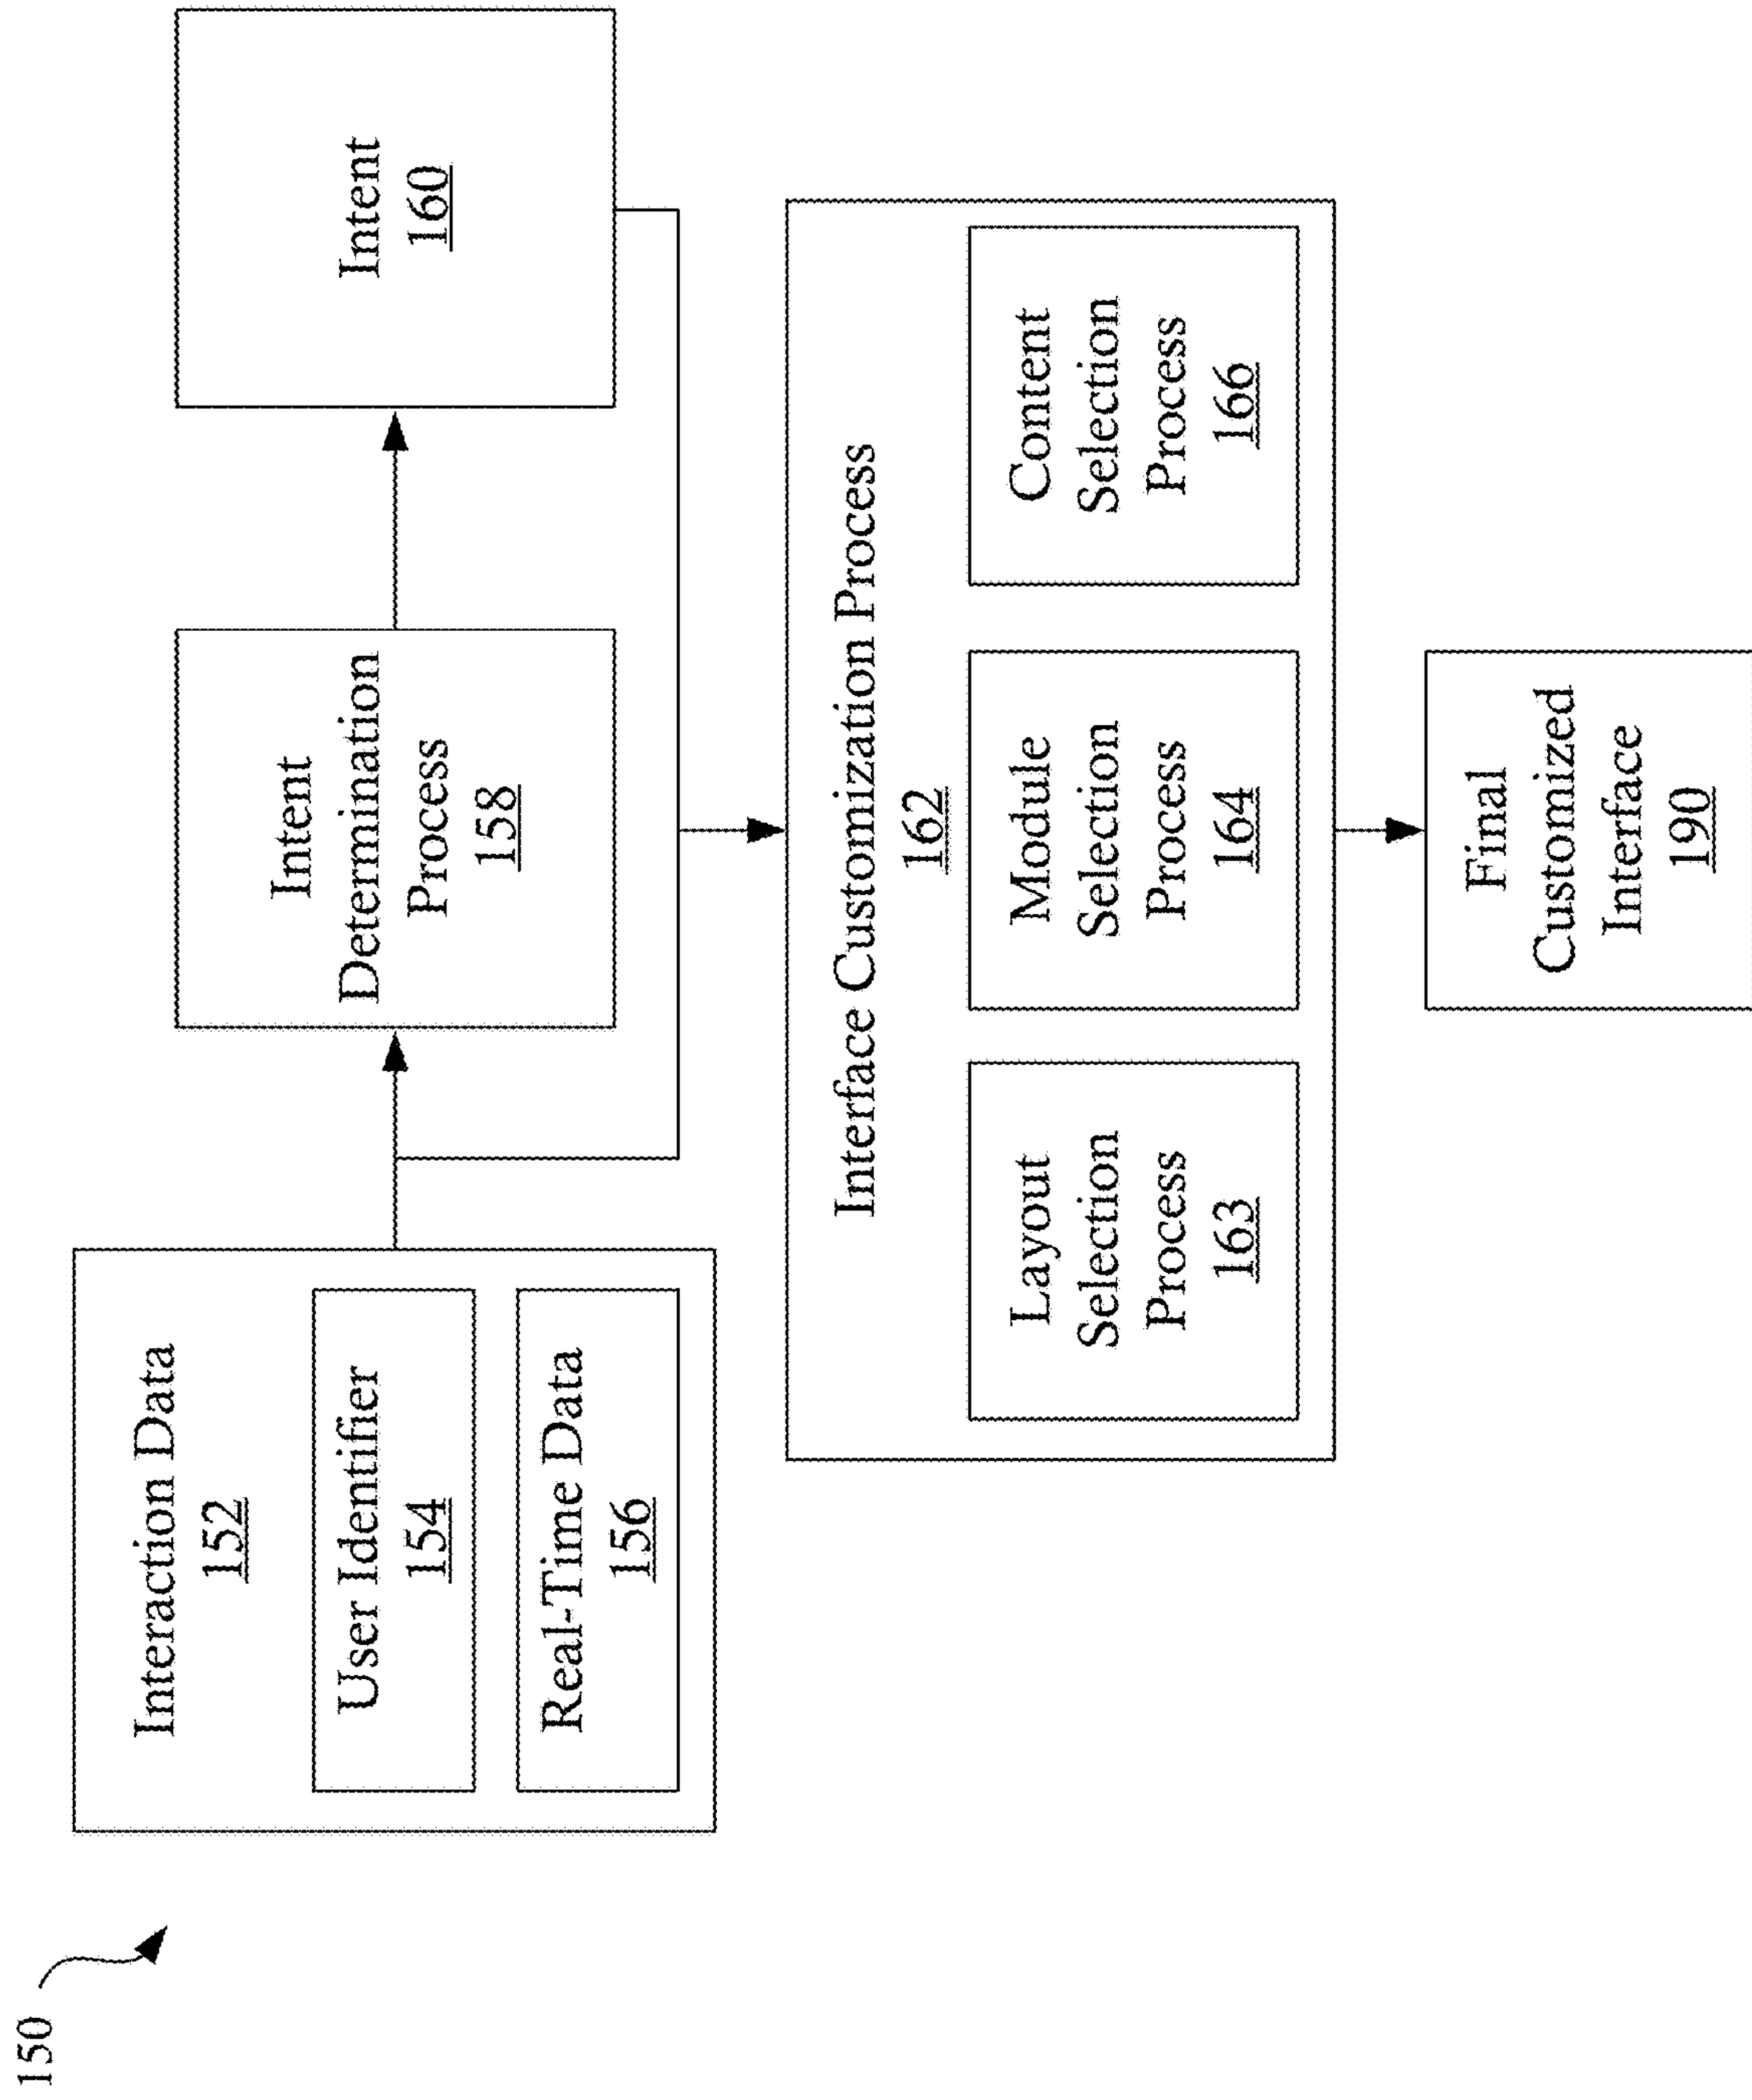 150
Interaction Data
152
User Identifier
154
Real-Time Data
156
Intent
Determination
Process
158
Intent
160
Interface Customization Process
162
Layout
Selection
Process
163
Module
Selection
Process
164
Content
Selection
Process
166
Final
Customized
Interface
190